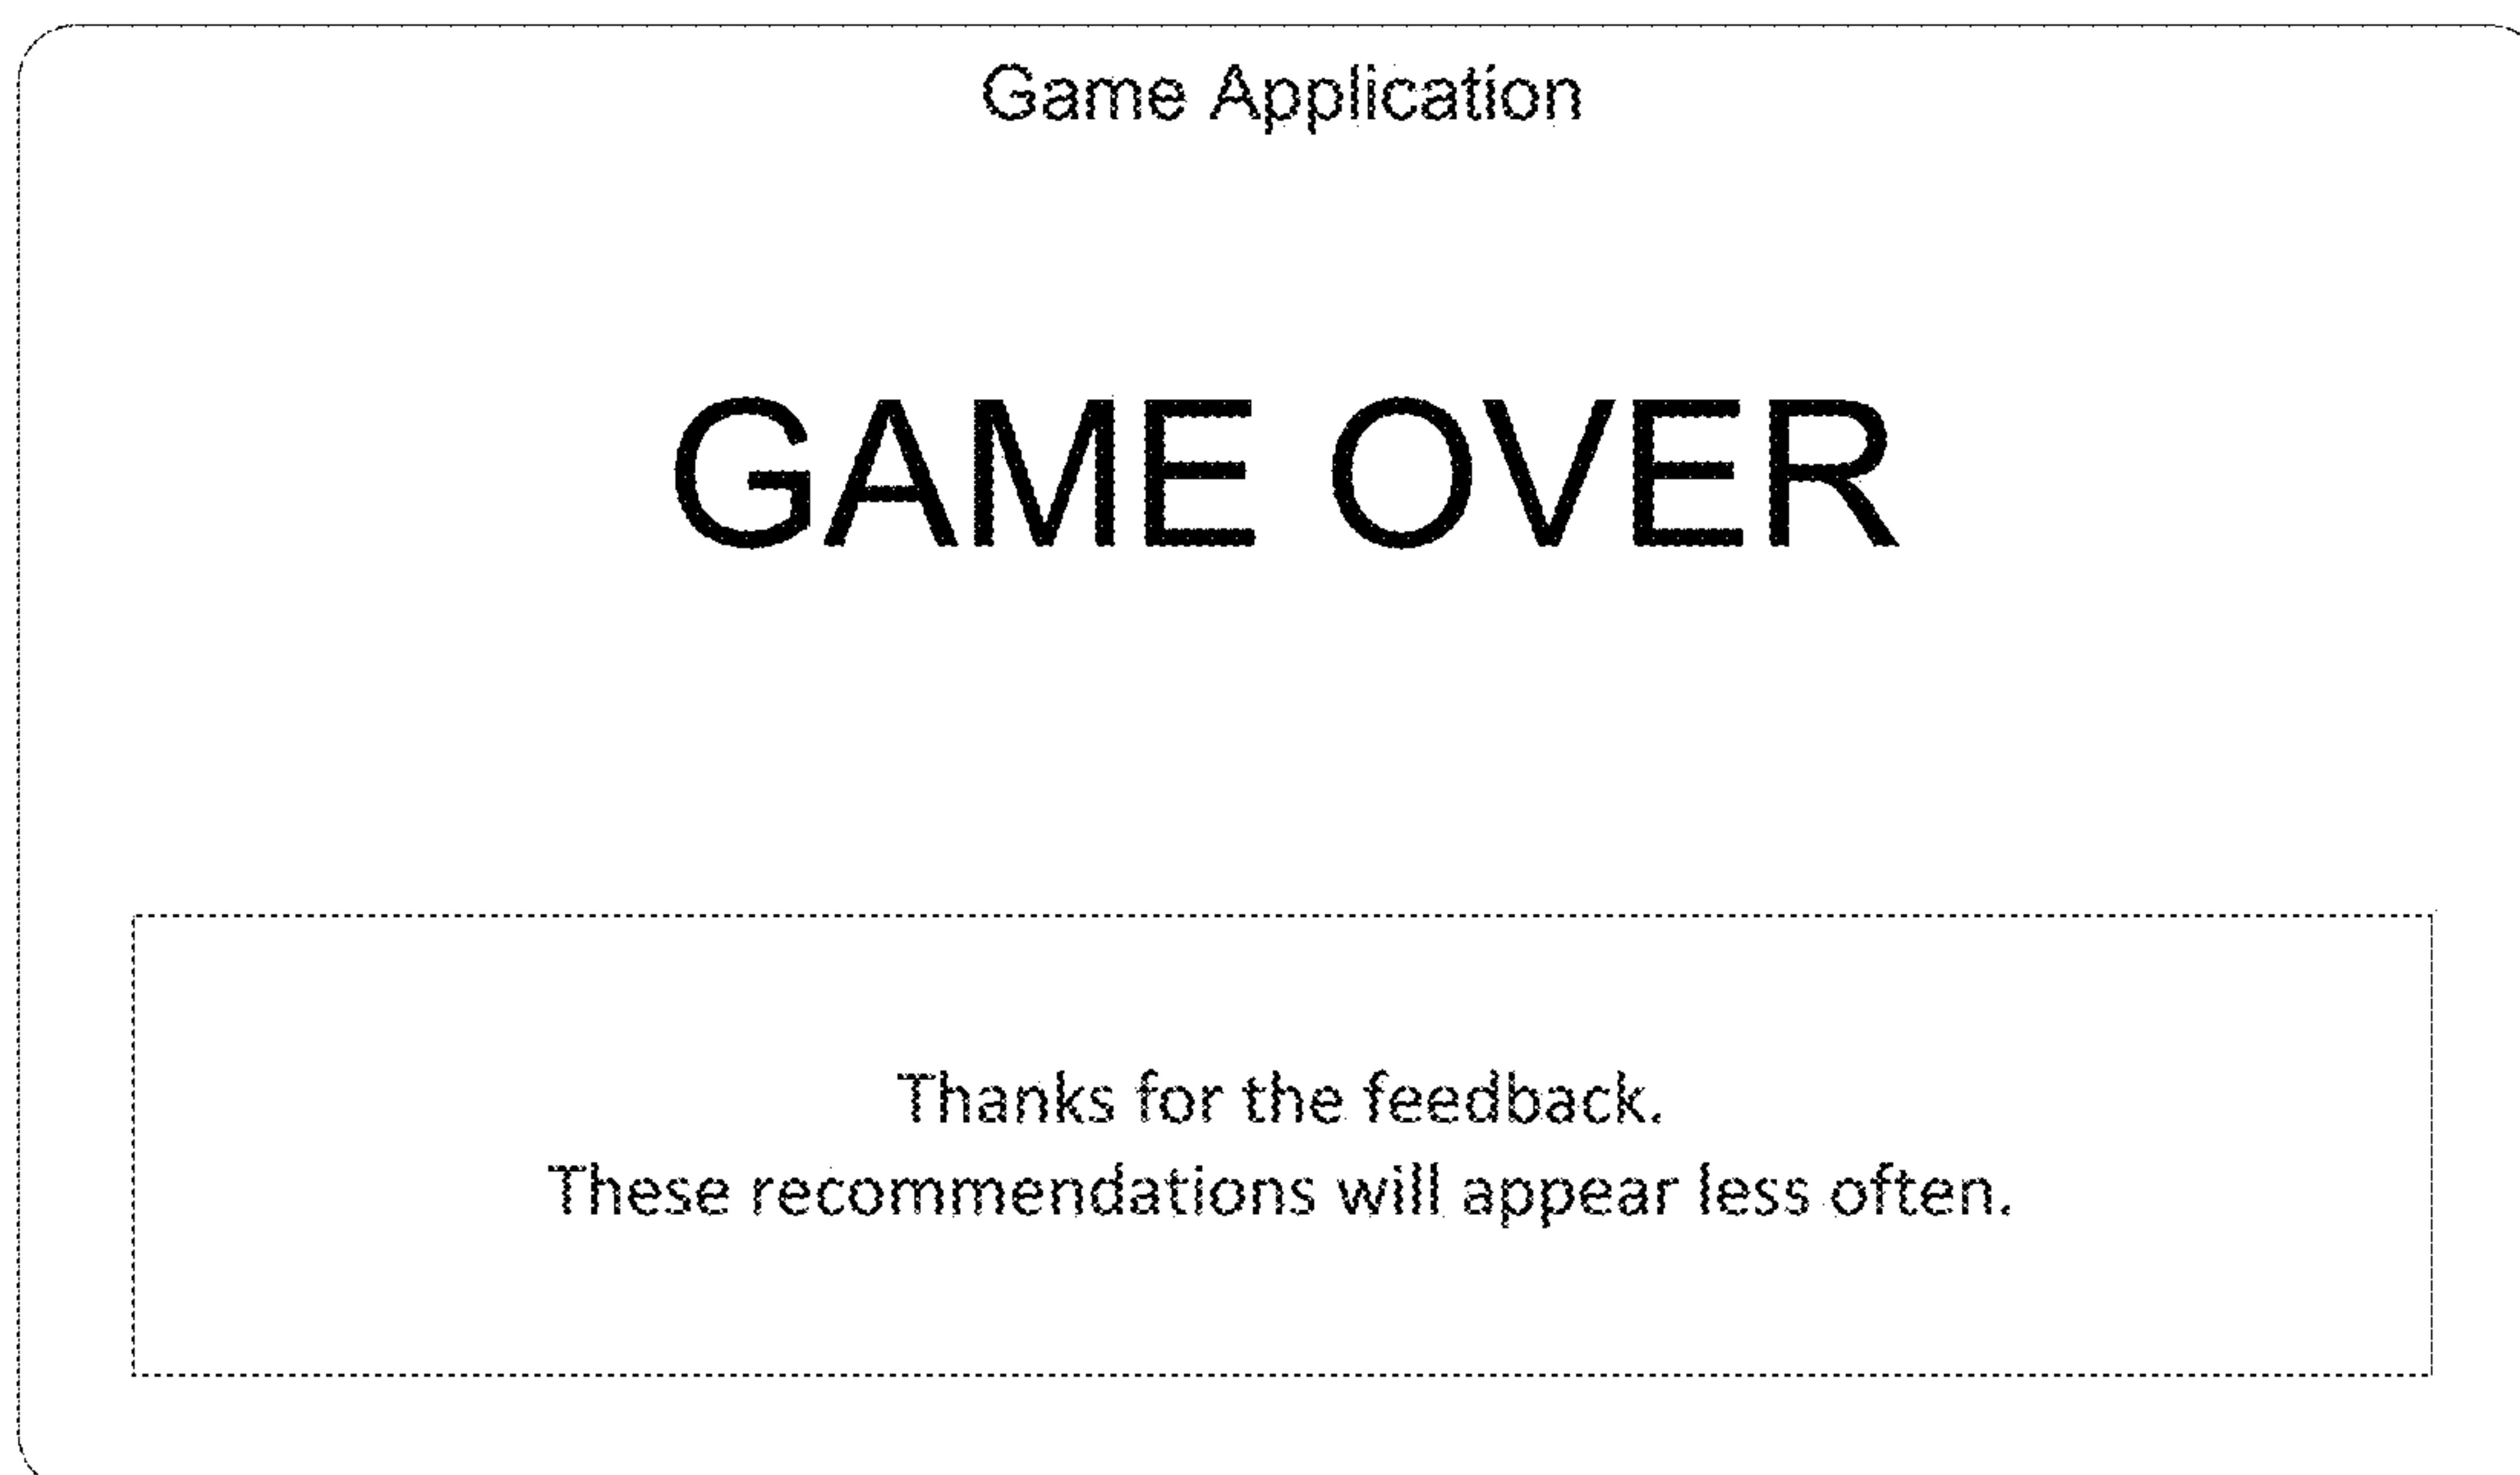 Game Application
GAME OVER
Thanks for the feedback.
These recommendations will appear less often.